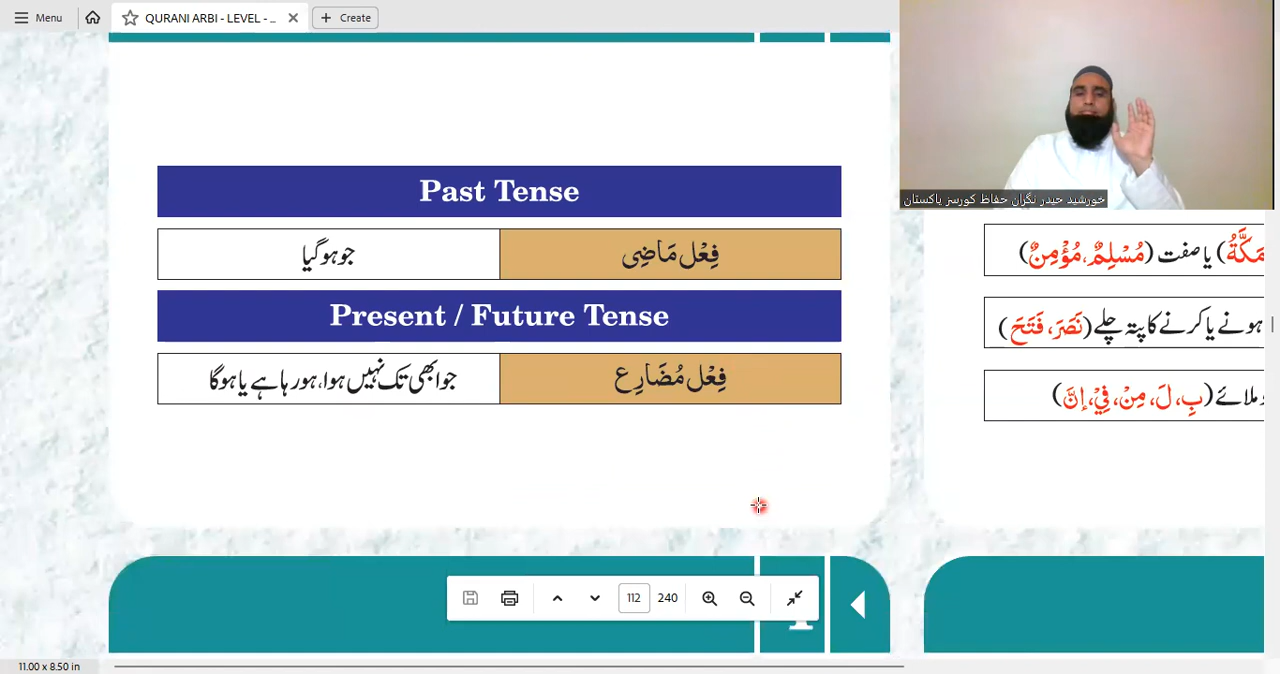 Menu
QURANI ARBI - LEVEL - ...
Create
Past Tense
فِعْل مَاضِی
جو ہو گیا
Present / Future Tense
فِعْل مُضَارِع
جو ابھی تک نہیں ہوا، ہو رہا ہے یا ہو گا
خورشید حیدر نگران حفاظ کورسز پاکستان
مَكَّةُ) یا صفت (مُسْلِمٌ، مُؤْمِنٌ)
ہونے یا کرنے کا پتہ چلے (نَصَرَ، فَتَحَ)
ملائے (بِ، لَ، مِنْ، فِيْ، إِنَّ)
112
240
11.00 x 8.50 in